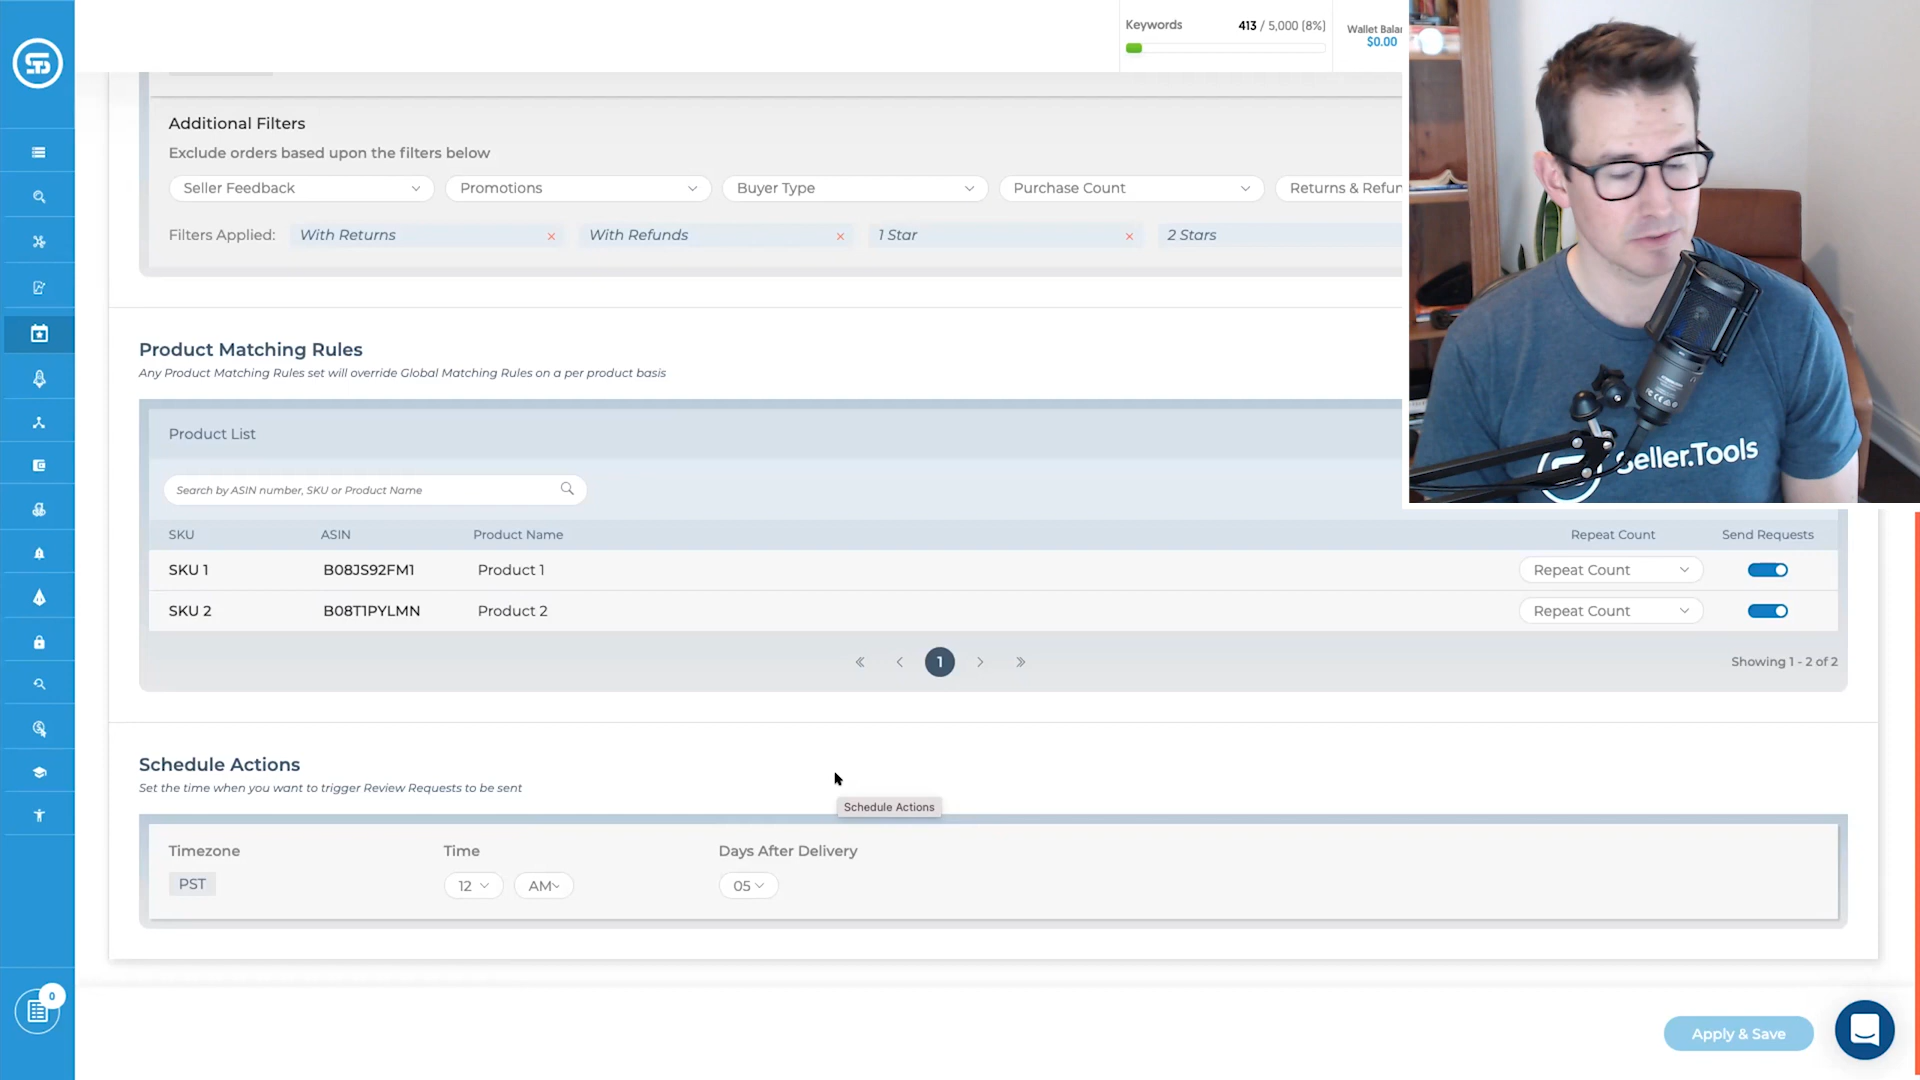 Keywords 413 / 5,000 (8%)
Wallet Bala
$0.00
Additional Filters
Exclude orders based upon the filters below
Seller Feedback Promotions Buyer Type Purchase Count Returns & Refun
Filters Applied: With Returns × With Refunds × 1 Star × 2 Stars
Product Matching Rules
Any Product Matching Rules set will override Global Matching Rules on a per product basis
Seller.Tools
Product List
Search by ASIN number, SKU or Product Name
SKU ASIN Product Name Repeat Count Send Requests
SKU 1 B08JS92FM1 Product 1 Repeat Count
SKU 2 B08T1PYLMN Product 2 Repeat Count
« < 1 > » Showing 1 - 2 of 2
Schedule Actions
Set the time when you want to trigger Review Requests to be sent
Schedule Actions
Timezone Time Days After Delivery
PST 12 AM 05
0
Apply & Save